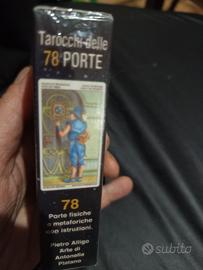 Tarocchi delle
78 PORTE
78
Porte fisiche
o metaforiche
con istruzioni.
Pietro Alligo
Arte di
Antonella
Platano
subito